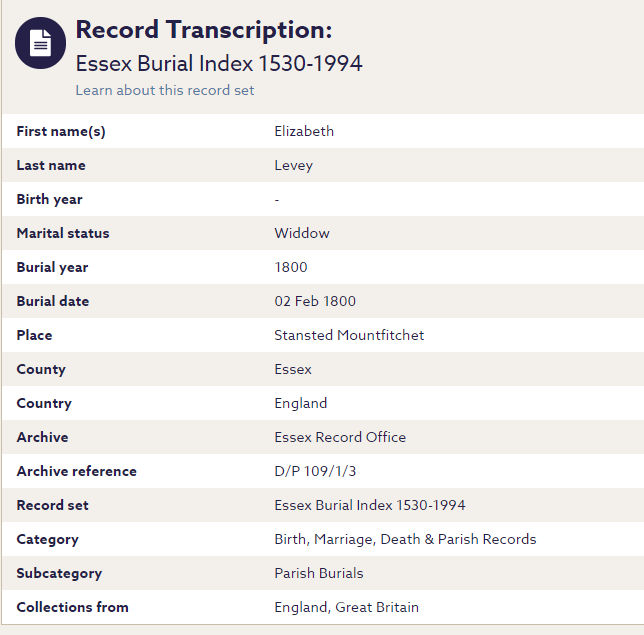 Record Transcription:
Essex Burial Index 1530-1994
Learn about this record set
First name(s) Elizabeth
Last name Levey
Birth year -
Marital status Widdow
Burial year 1800
Burial date 02 Feb 1800
Place Stansted Mountfitchet
County Essex
Country England
Archive Essex Record Office
Archive reference D/P 109/1/3
Record set Essex Burial Index 1530-1994
Category Birth, Marriage, Death & Parish Records
Subcategory Parish Burials
Collections from England, Great Britain